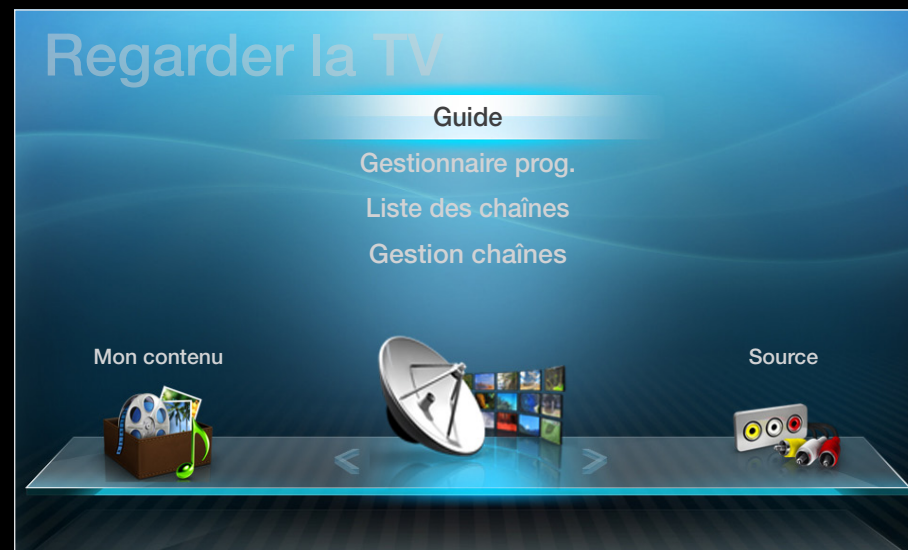 Regarder la TV
Guide
Gestionnaire prog.
Liste des chaînes
Gestion chaînes
Mon contenu
Source